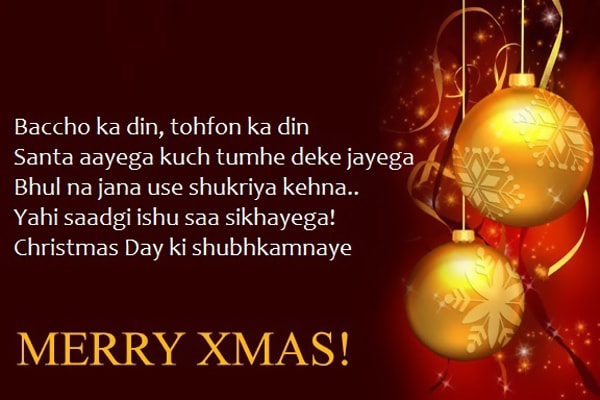 Baccho ka din, tohfon ka din
Santa aayega kuch tumhe deke jayega
Bhul na jana use shukriya kehna..
Yahi saadgi ishu saa sikhayega!
Christmas Day ki shubhkamnaye
MERRY XMAS!